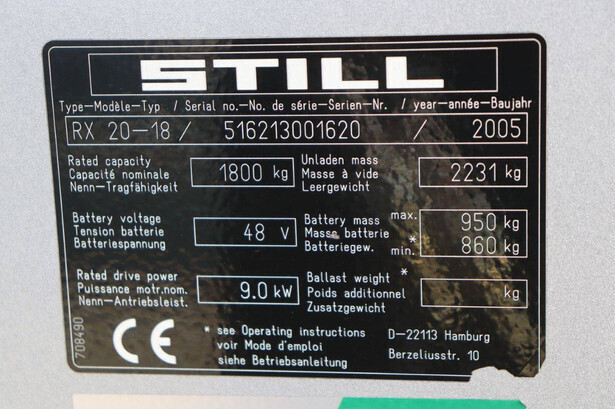 STILL
Type-Modèle-Typ / Serial no.-No. de série-Serien-Nr. / year-année-Baujahr
RX 20-18 / 516213001620 / 2005
Rated capacity
Capacité nominale
Nenn-Tragfähigkeit
1800 kg
Unladen mass
Masse à vide
Leergewicht
2231 kg
Battery voltage
Tension batterie
Batteriespannung
48 V
Battery mass
Masse batterie
Batteriegew.
max. 950 kg
* min. 860 kg
Rated drive power
Puissance motr.nom.
Nenn-Antriebsleist.
9.0 kW
Ballast weight *
Poids additionnel
Zusatzgewicht
kg
708490
CE
* see Operating instructions
voir Mode d'emploi
siehe Betriebsanleitung
D-22113 Hamburg
Berzeliusstr. 10